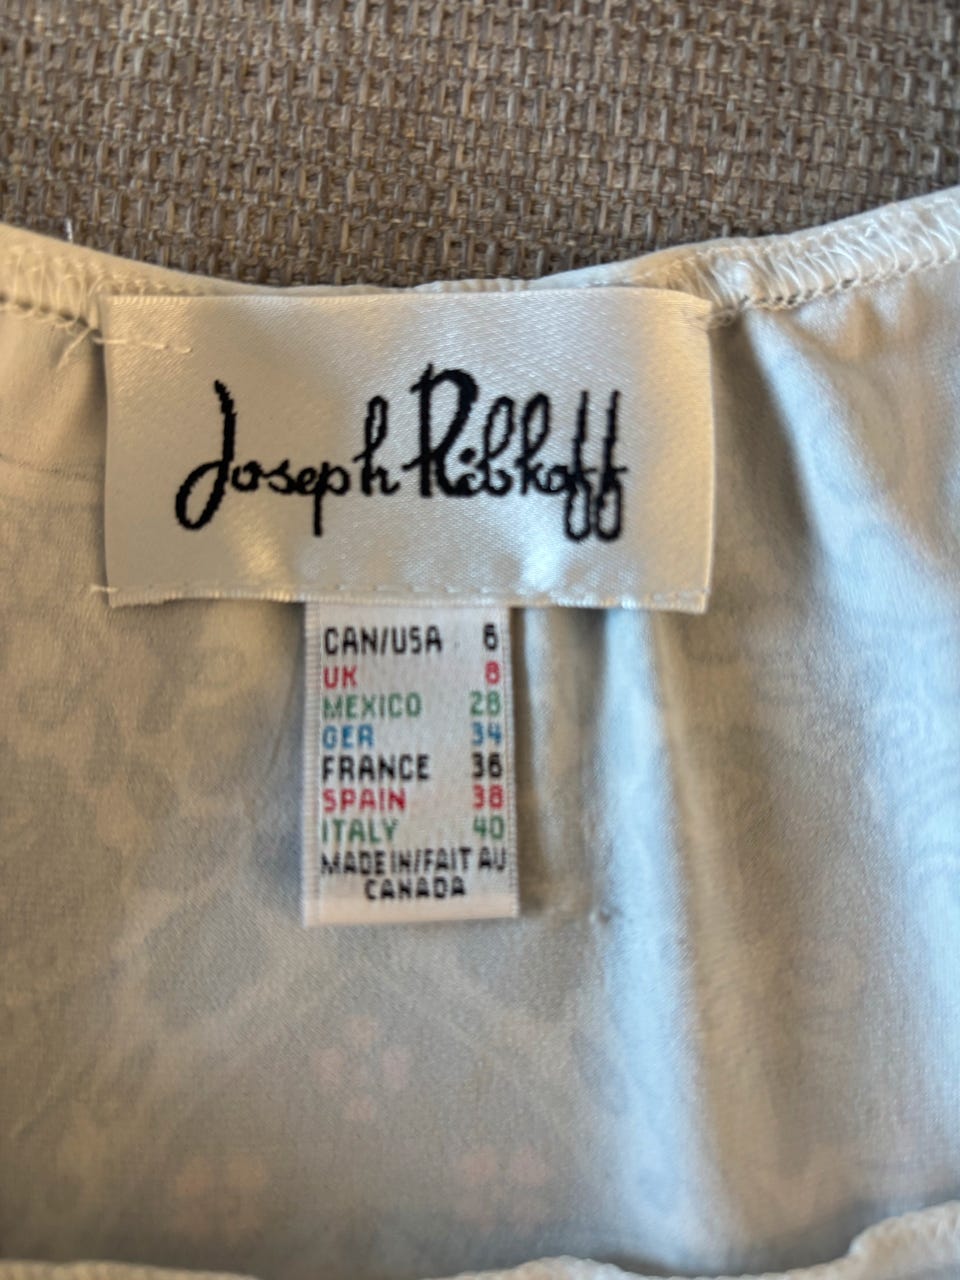 Joseph Ribkoff
CAN/USA 6
UK 8
MEXICO 28
GER 34
FRANCE 36
SPAIN 38
ITALY 40
MADE IN/FAIT AU
CANADA